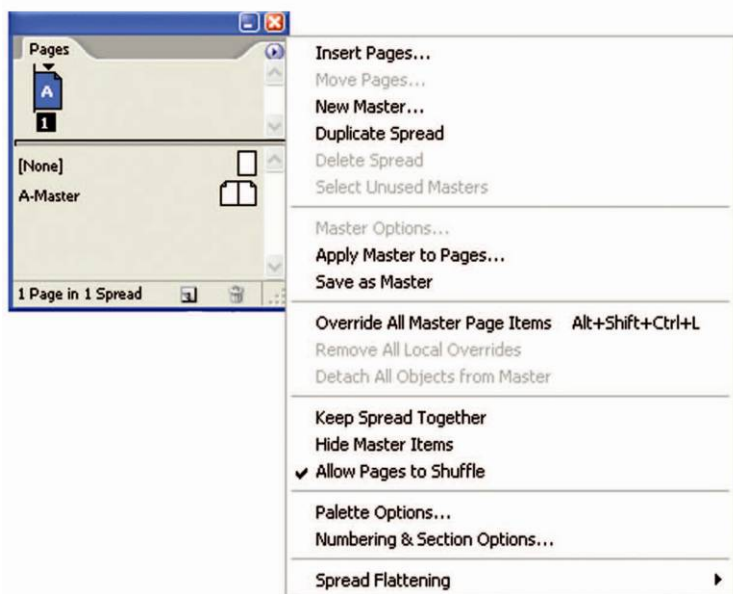 Pages
A
1
[None]
A-Master
1 Page in 1 Spread
Insert Pages...
Move Pages...
New Master...
Duplicate Spread
Delete Spread
Select Unused Masters
Master Options...
Apply Master to Pages...
Save as Master
Override All Master Page Items Alt+Shift+Ctrl+L
Remove All Local Overrides
Detach All Objects from Master
Keep Spread Together
Hide Master Items
Allow Pages to Shuffle
Palette Options...
Numbering & Section Options...
Spread Flattening